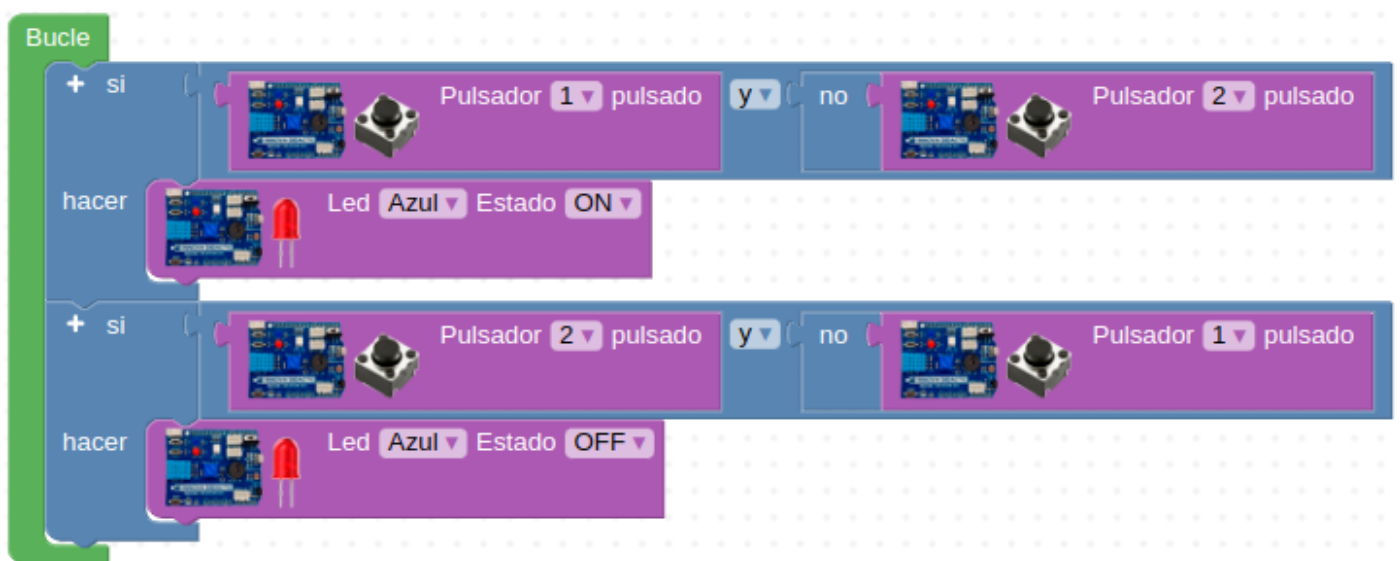 Bucle
+ si Pulsador 1 pulsado y no Pulsador 2 pulsado
hacer Led Azul Estado ON
+ si Pulsador 2 pulsado y no Pulsador 1 pulsado
hacer Led Azul Estado OFF